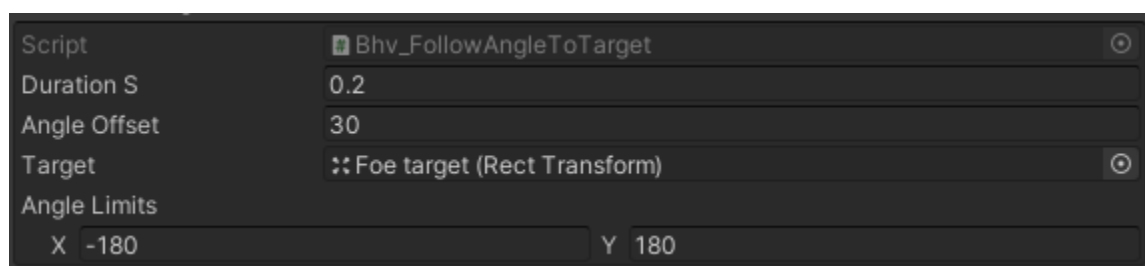 Script Bhv_FollowAngleToTarget
Duration S 0.2
Angle Offset 30
Target Foe target (Rect Transform)
Angle Limits
X -180 Y 180